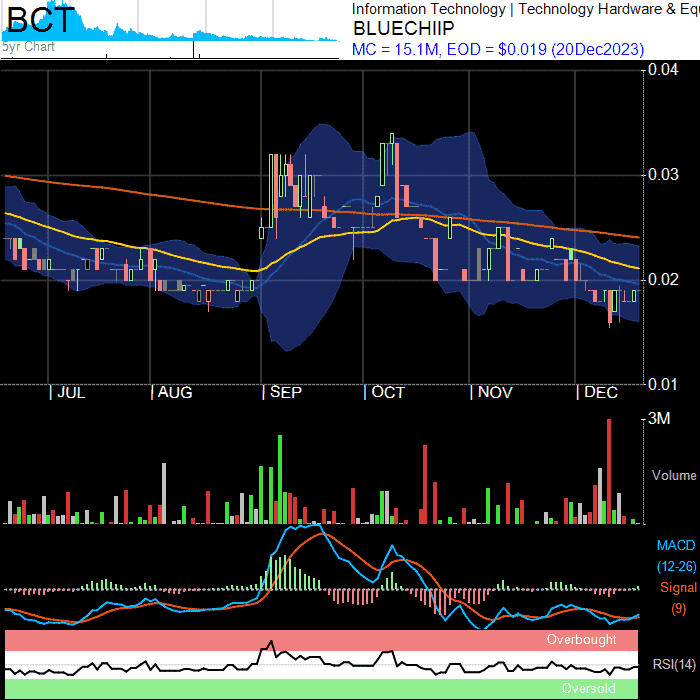 BCT
5yr Chart
Information Technology | Technology Hardware & Equ
BLUECHIIP
MC = 15.1M, EOD = $0.019 (20Dec2023)
0.04
0.03
0.02
0.01
| JUL | AUG | SEP | OCT | NOV | DEC
3M
Volume
MACD
(12-26)
Signal
(9)
Overbought
RSI(14)
Oversold